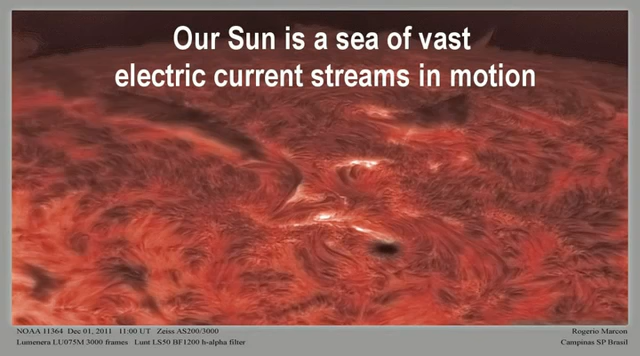 Our Sun is a sea of vast
electric current streams in motion
NOAA 11364 Dec 01, 2011 11:00 UT Zeiss AS200/3000
Lumenera LU075M 3000 frames Lunt LS50 BF1200 h-alpha filter
Rogerio Marcon
Campinas SP Brasil